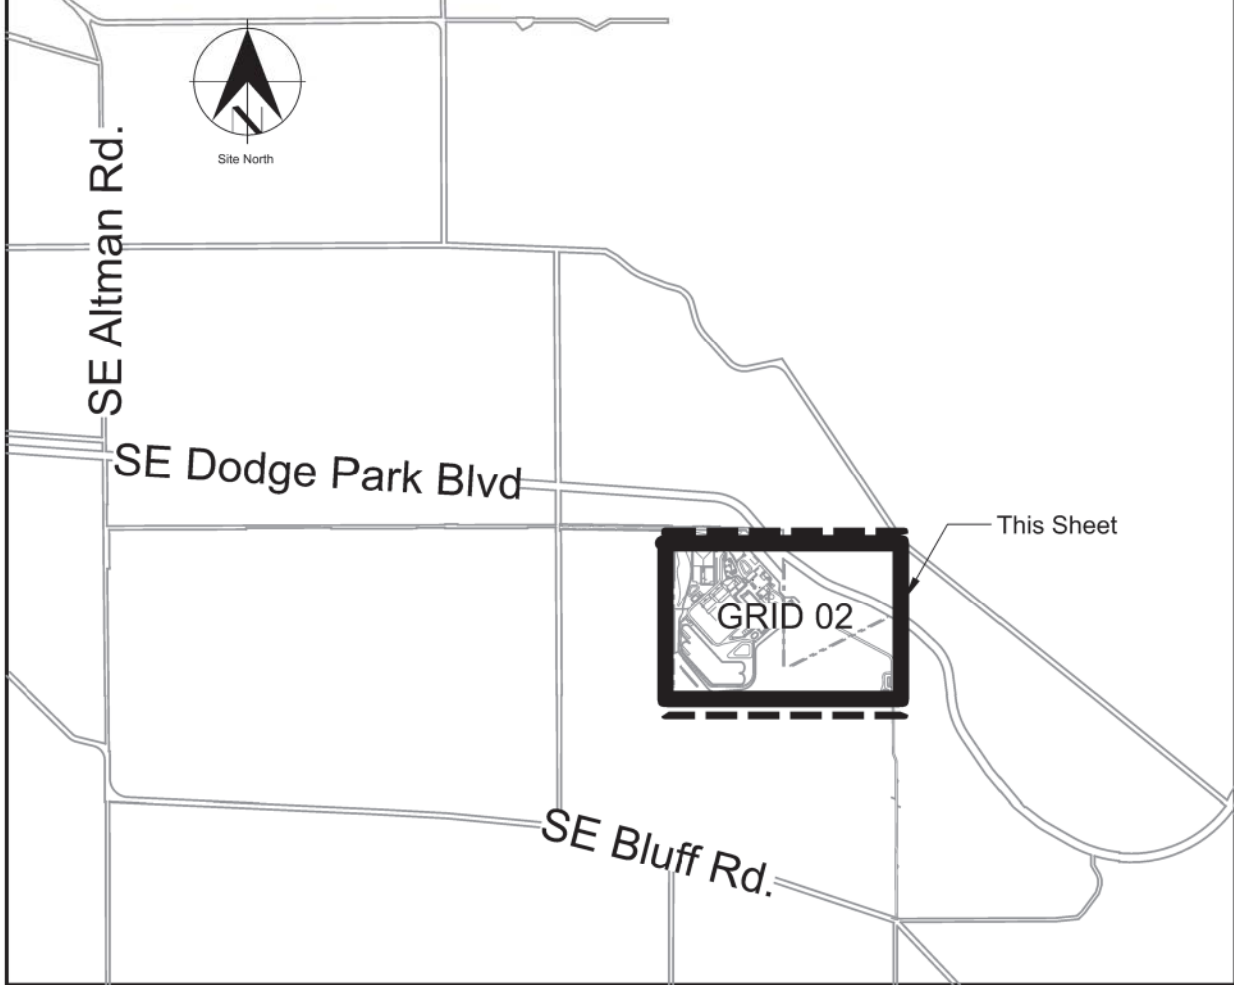 N
Site North
SE Altman Rd.
SE Dodge Park Blvd
This Sheet
GRID 02
SE Bluff Rd.